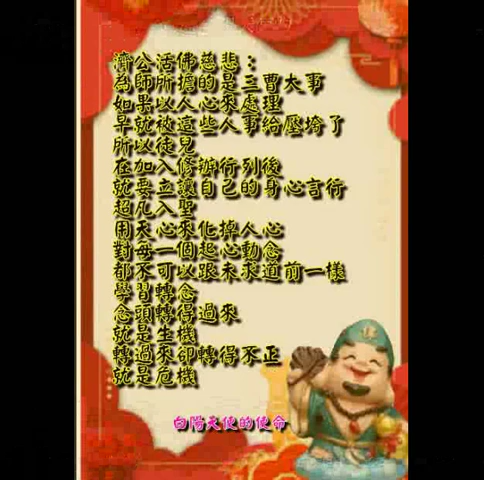 濟公活佛慈悲：
為師所擔的是三曹大事
如果以人心來處理
早就被這些人事給壓垮了
所以徒兒
在加入修辦行列後
就要立讓自己的身心言行
超凡入聖
用天心來化掉人心
對每一個起心動念
都不可以跟未求道前一樣
學習轉念
念頭轉得過來
就是生機
轉過來卻轉得不正
就是危機
白陽天使的使命